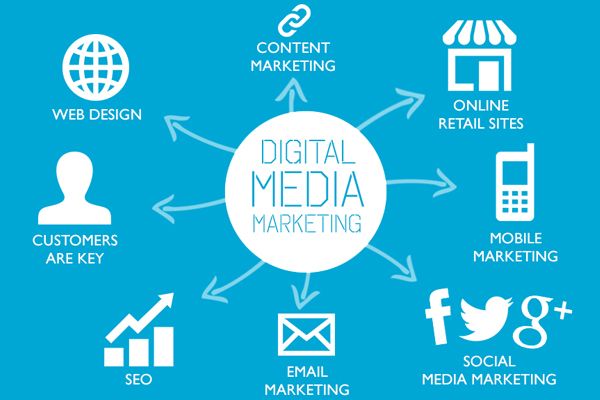 CONTENT
MARKETING
WEB DESIGN
ONLINE
RETAIL SITES
DIGITAL
MEDIA
MARKETING
CUSTOMERS
ARE KEY
MOBILE
MARKETING
SEO
EMAIL
MARKETING
f
g+
SOCIAL
MEDIA MARKETING